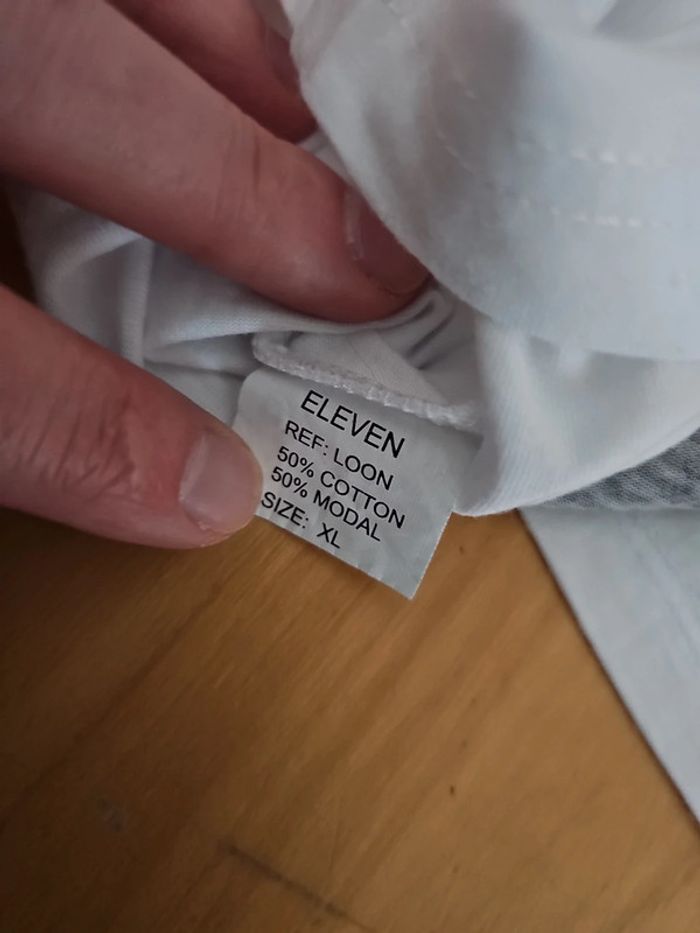 ELEVEN
REF: LOON
50% COTTON
50% MODAL
SIZE: XL